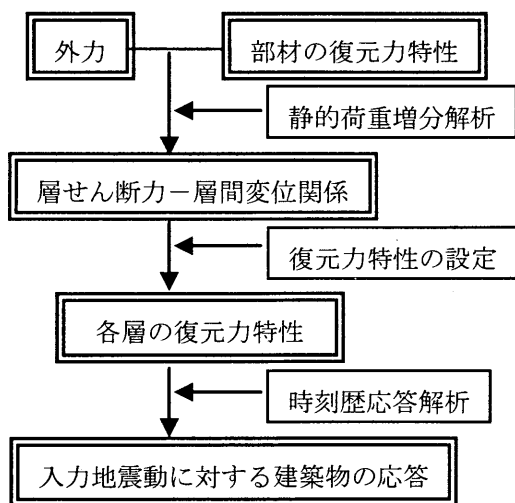 外力
部材の復元力特性
静的荷重増分解析
層せん断力－層間変位関係
復元力特性の設定
各層の復元力特性
時刻歴応答解析
入力地震動に対する建築物の応答